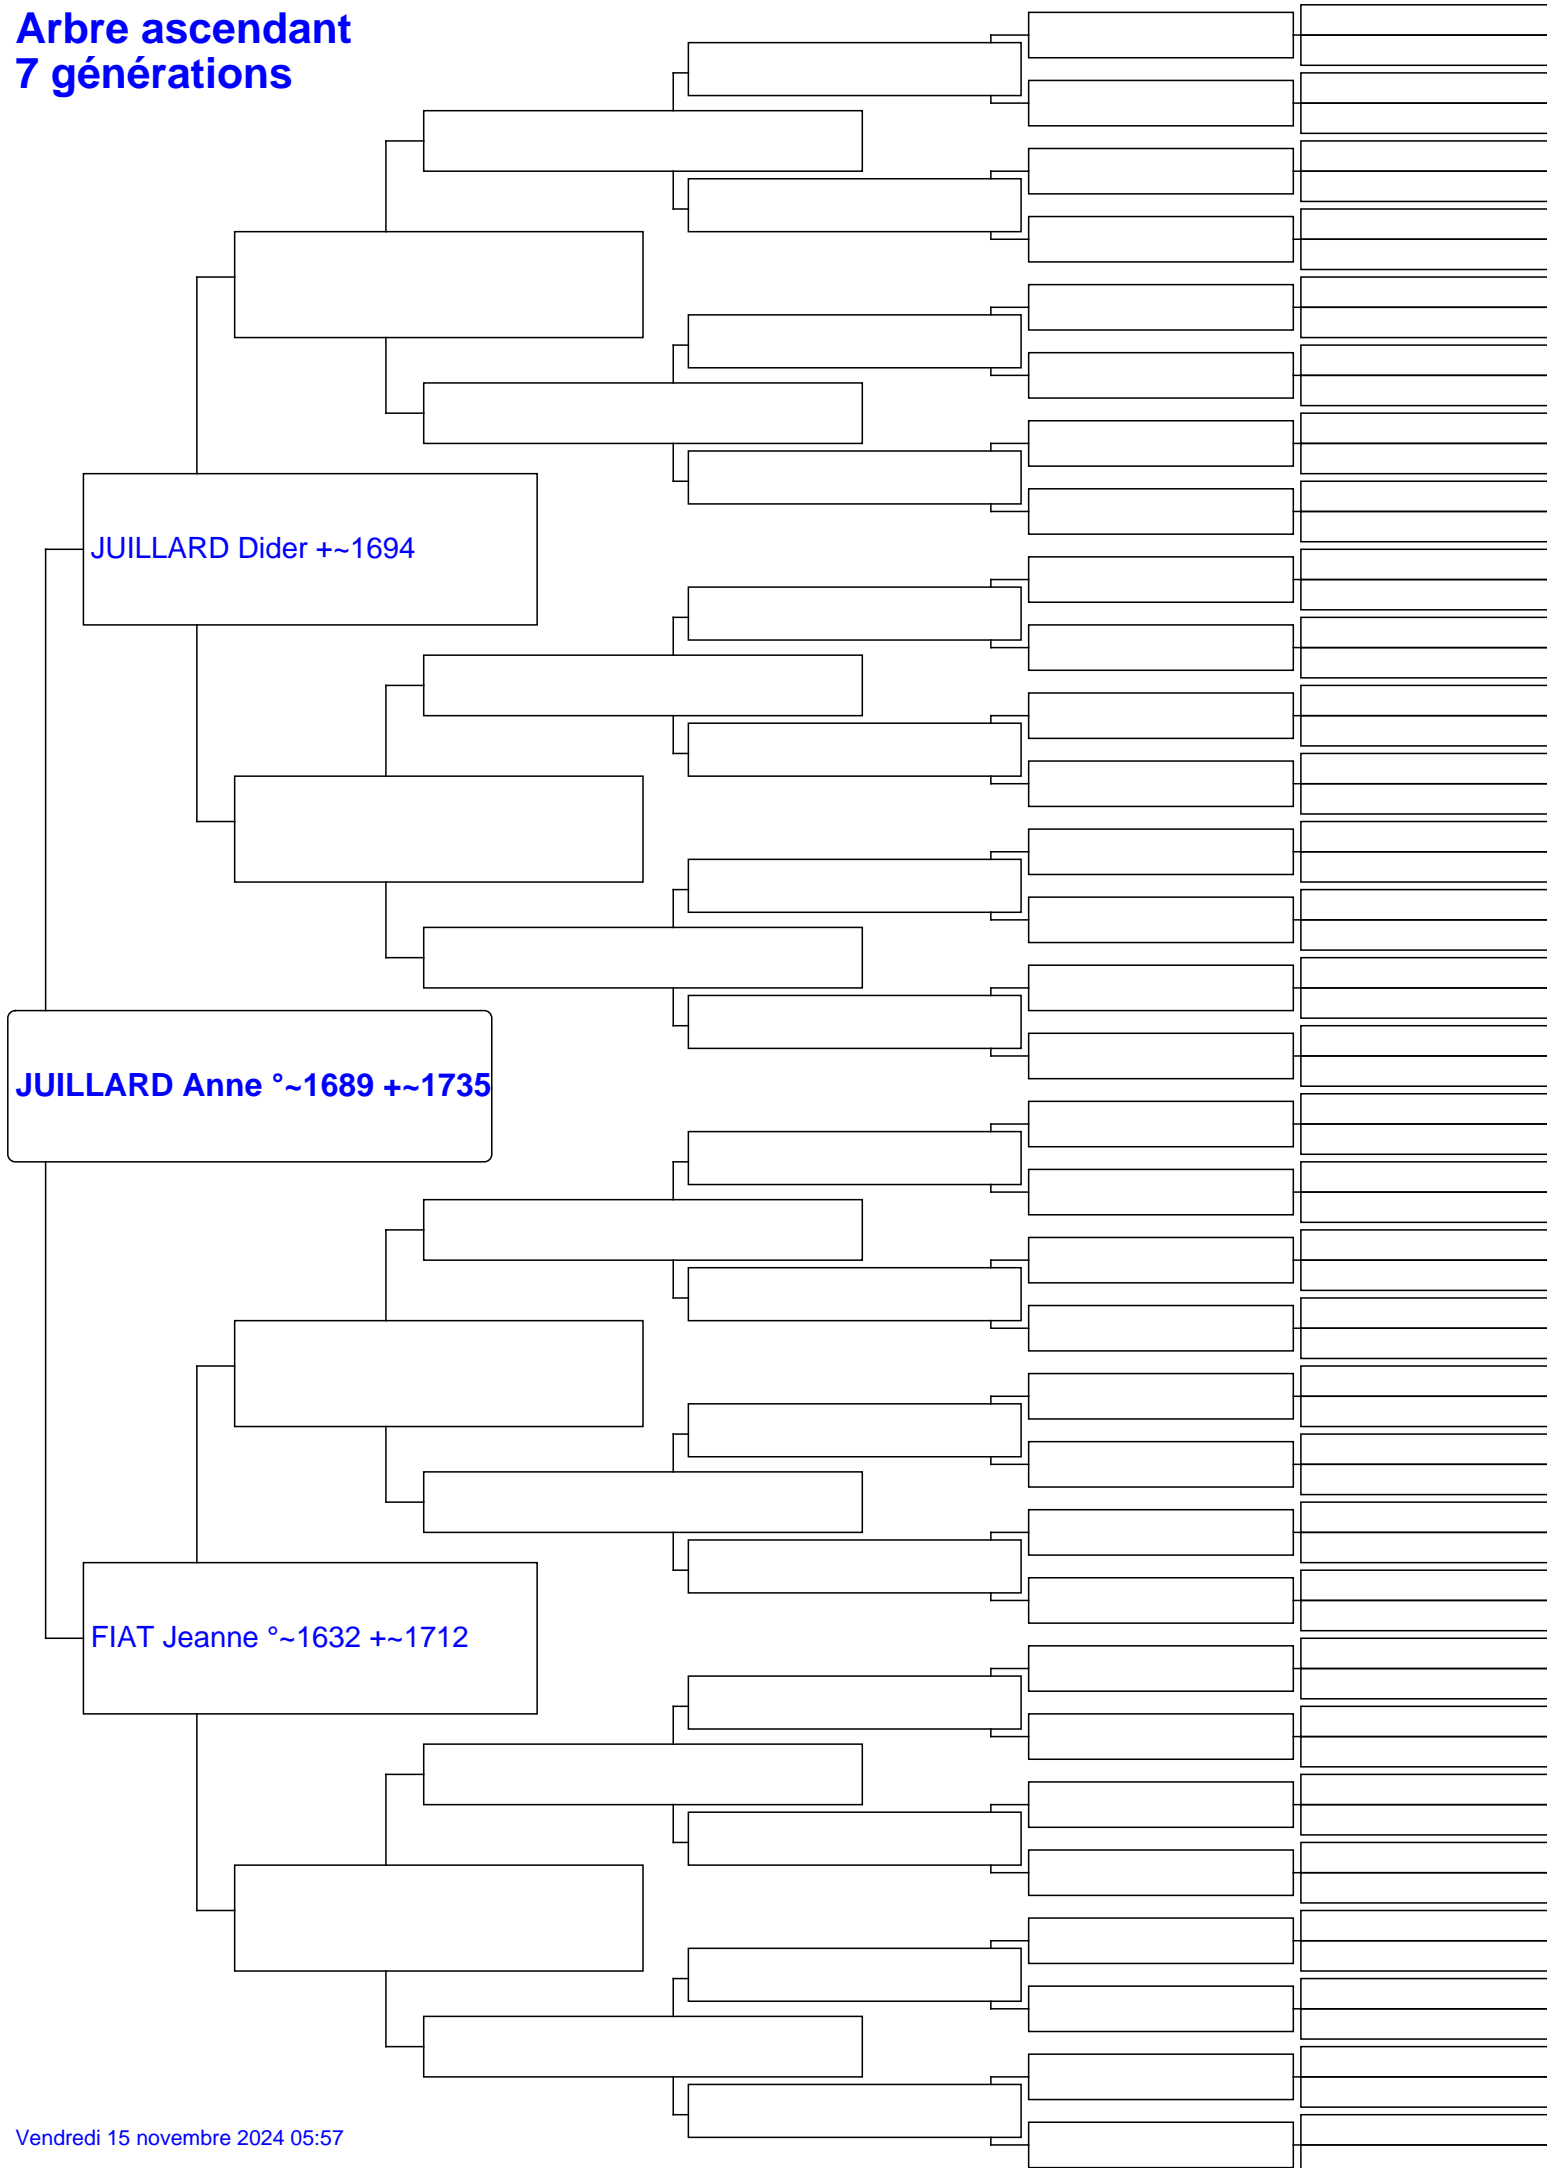 Arbre ascendant
7 générations
JUILLARD Dider +~1694
JUILLARD Anne °~1689 +~1735
FIAT Jeanne °~1632 +~1712
Vendredi 15 novembre 2024 05:57